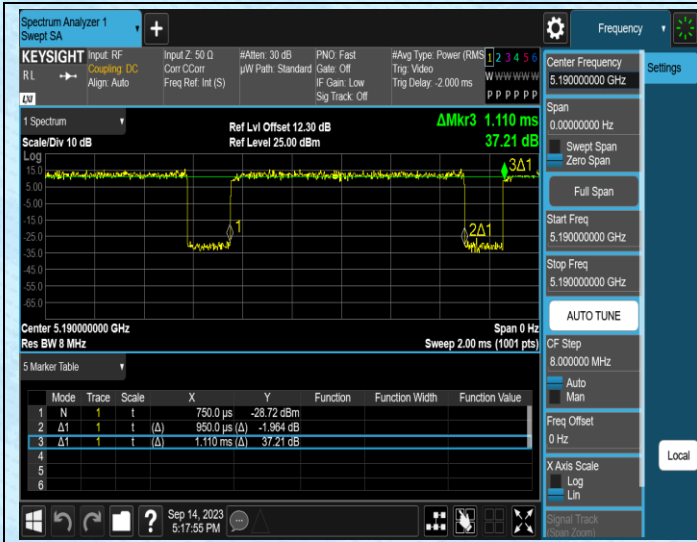 Spectrum Analyzer 1
Swept SA
Frequency
KEYSIGHT Input: RF Input Z: 50 Ω #Atten: 30 dB PNO: Fast #Avg Type: Power (RMS 1 2 3 4 5 6
RL Coupling: DC Corr CCorr µW Path: Standard Gate: Off Trig: Video W W W W W W
Align: Auto Freq Ref: Int (S) IF Gain: Low Trig Delay: -2.000 ms P P P P P P
LXI Sig Track: Off
Center Frequency
5.190000000 GHz
Settings
Span
0.00000000 Hz
Swept Span
Zero Span
Full Span
Start Freq
5.190000000 GHz
Stop Freq
5.190000000 GHz
AUTO TUNE
CF Step
8.000000 MHz
Auto
Man
Freq Offset
0 Hz
X Axis Scale
Log
Lin
Signal Track
(Span Zoom)
Local
1 Spectrum
Scale/Div 10 dB
Ref Lvl Offset 12.30 dB
Ref Level 25.00 dBm
ΔMkr3 1.110 ms
37.21 dB
Log
15.0
5.00
-5.00
-15.0
-25.0
-35.0
-45.0
-55.0
-65.0
1
2Δ1
3Δ1
Center 5.190000000 GHz
Span 0 Hz
Res BW 8 MHz
Sweep 2.00 ms (1001 pts)
5 Marker Table
Mode Trace Scale X Y Function Function Width Function Value
1 N 1 t 750.0 µs -28.72 dBm
2 Δ1 1 t (Δ) 950.0 µs (Δ) -1.964 dB
3 Δ1 1 t (Δ) 1.110 ms (Δ) 37.21 dB
4
5
6
Sep 14, 2023
5:17:55 PM